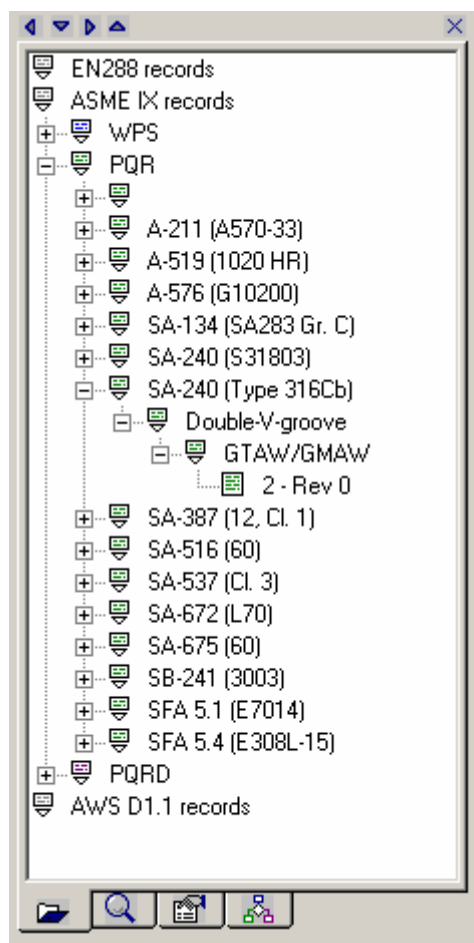 EN288 records
ASME IX records
WPS
PQR
A-211 (A570-33)
A-519 (1020 HR)
A-576 (G10200)
SA-134 (SA283 Gr. C)
SA-240 (S31803)
SA-240 (Type 316Cb)
Double-V-groove
GTAW/GMAW
2 - Rev 0
SA-387 (12, Cl. 1)
SA-516 (60)
SA-537 (Cl. 3)
SA-672 (L70)
SA-675 (60)
SB-241 (3003)
SFA 5.1 (E7014)
SFA 5.4 (E308L-15)
PQRD
AWS D1.1 records